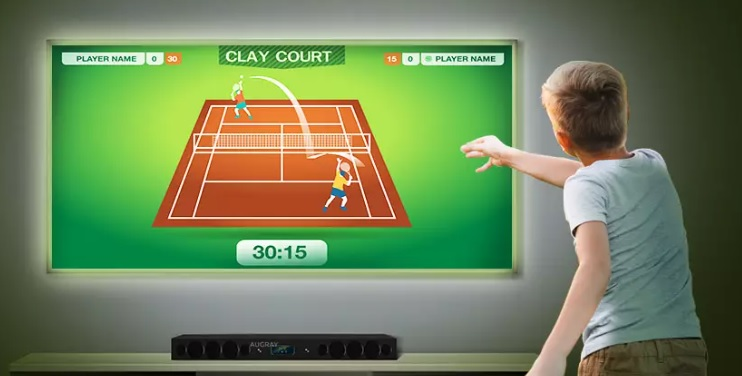 CLAY COURT
PLAYER NAME 0 30
15 0 PLAYER NAME
30:15
AUGRAY